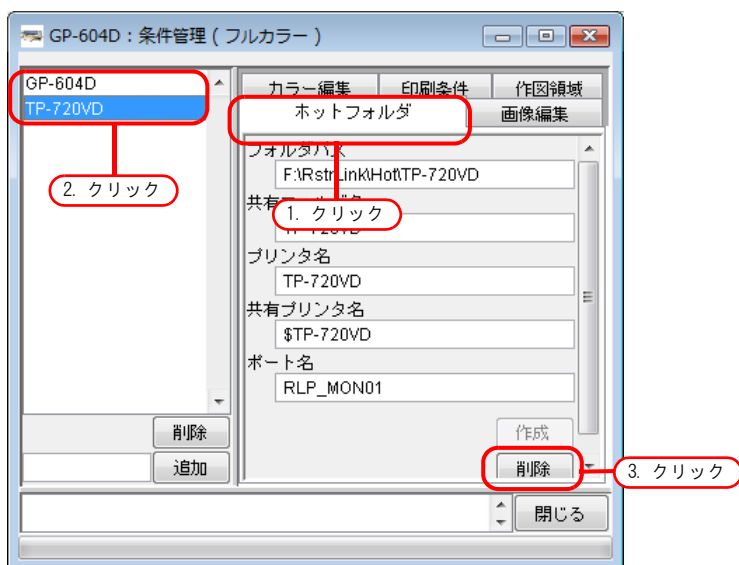 GP-604D：条件管理 ( フルカラー )
GP-604D
TP-720VD
2. クリック
削除
追加
カラー編集 印刷条件 作図領域
ホットフォルダ 画像編集
フォルダパス
F:\RstrLink\Hot\TP-720VD
共有
1. クリック
プリンタ名
TP-720VD
共有プリンタ名
$TP-720VD
ポート名
RLP_MON01
作成
削除
3. クリック
閉じる